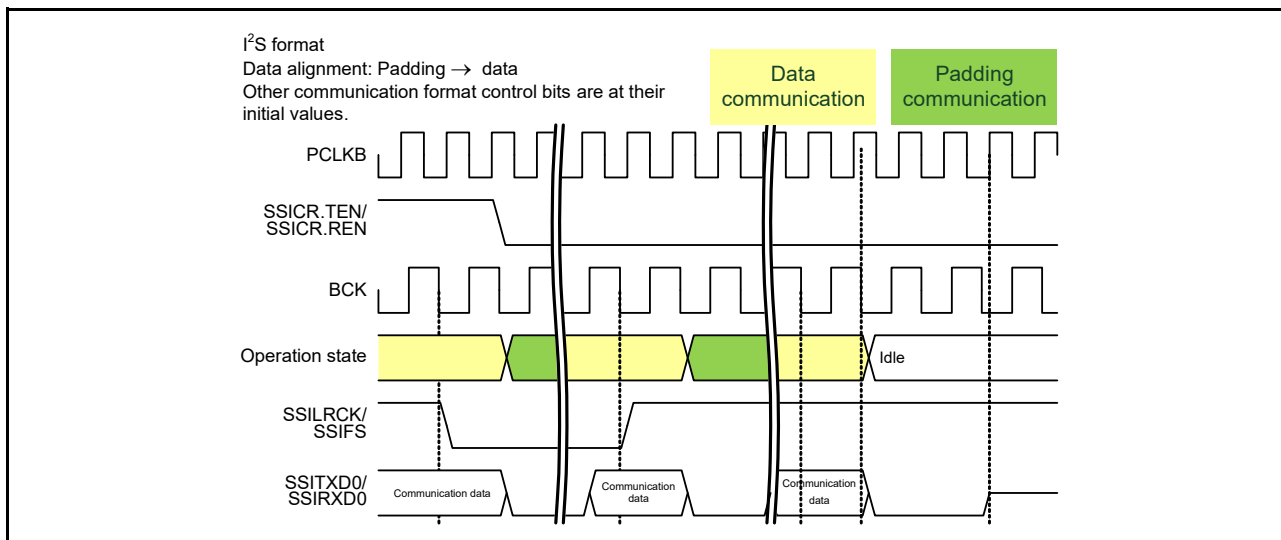 I²S format
Data alignment: Padding → data
Other communication format control bits are at their
initial values.
Data
communication
Padding
communication
PCLKB
SSICR.TEN/
SSICR.REN
BCK
Operation state
Idle
SSILRCK/
SSIFS
SSITXD0/
SSIRXD0
Communication data
Communication
data
Communication
data